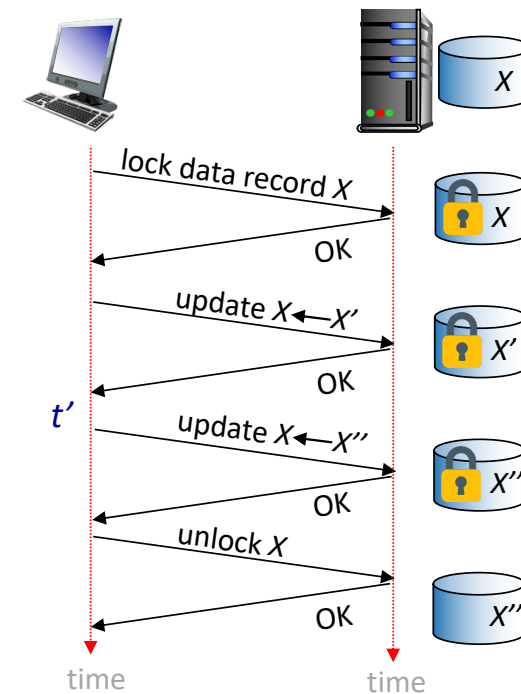 X
lock data record X
X
OK
update X ← X’
X’
OK
t’
update X ← X’’
X’’
OK
unlock X
OK
X’’
time
time